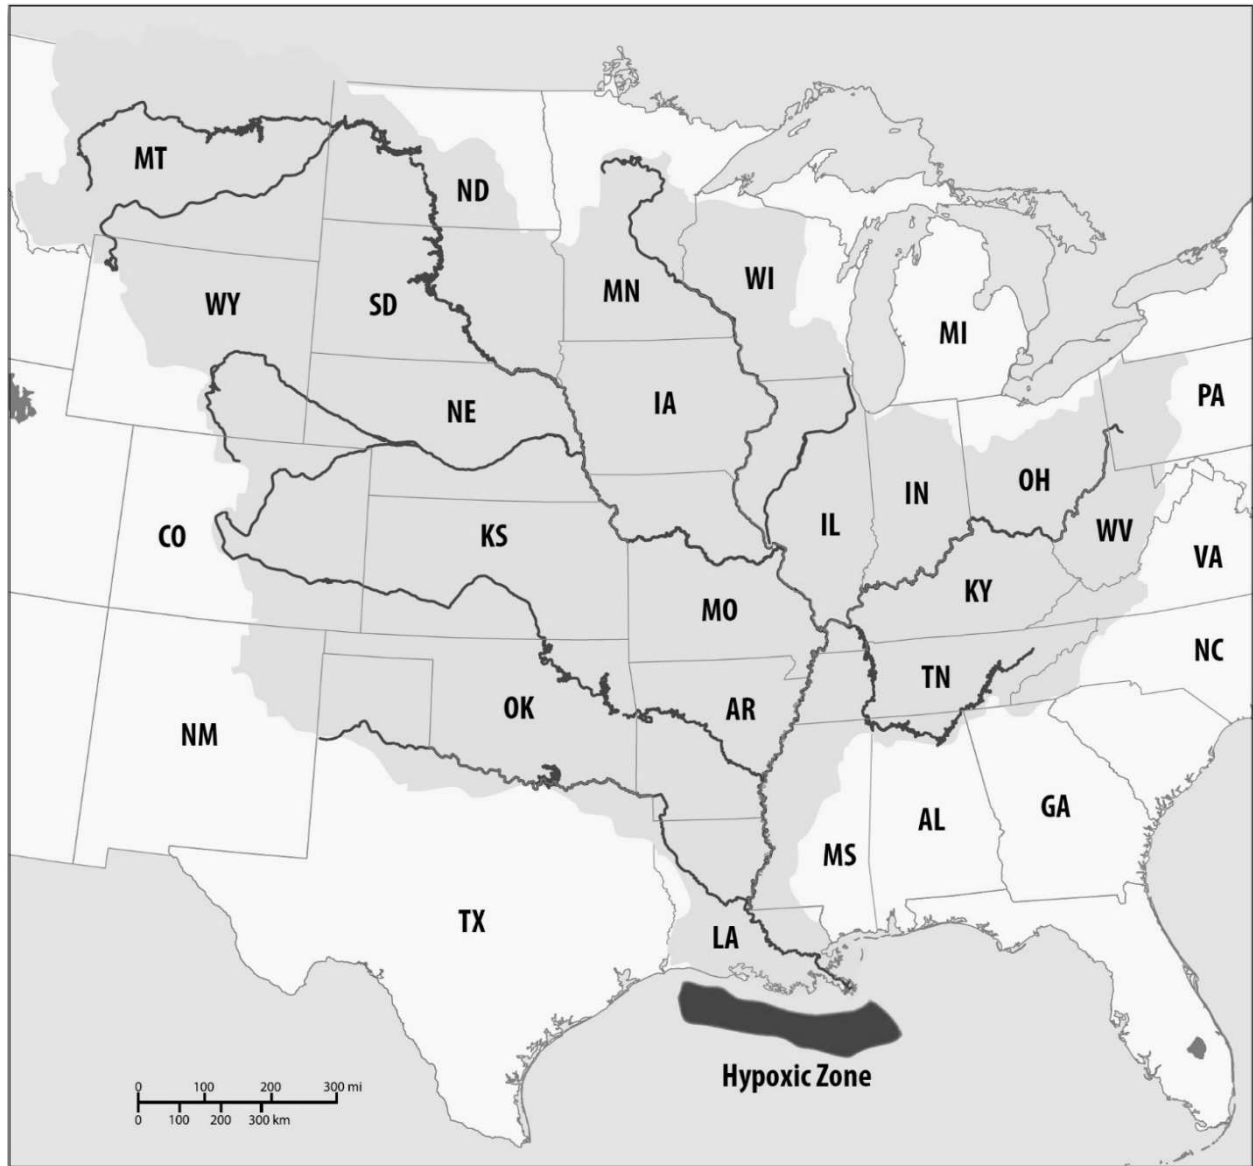 MT
ND
MN
WI
WY
SD
MI
NE
IA
PA
IN
OH
CO
KS
IL
WV
VA
KY
MO
NC
TN
OK
AR
NM
AL
GA
MS
TX
LA
Hypoxic Zone
0 100 200 300 mi
0 100 200 300 km